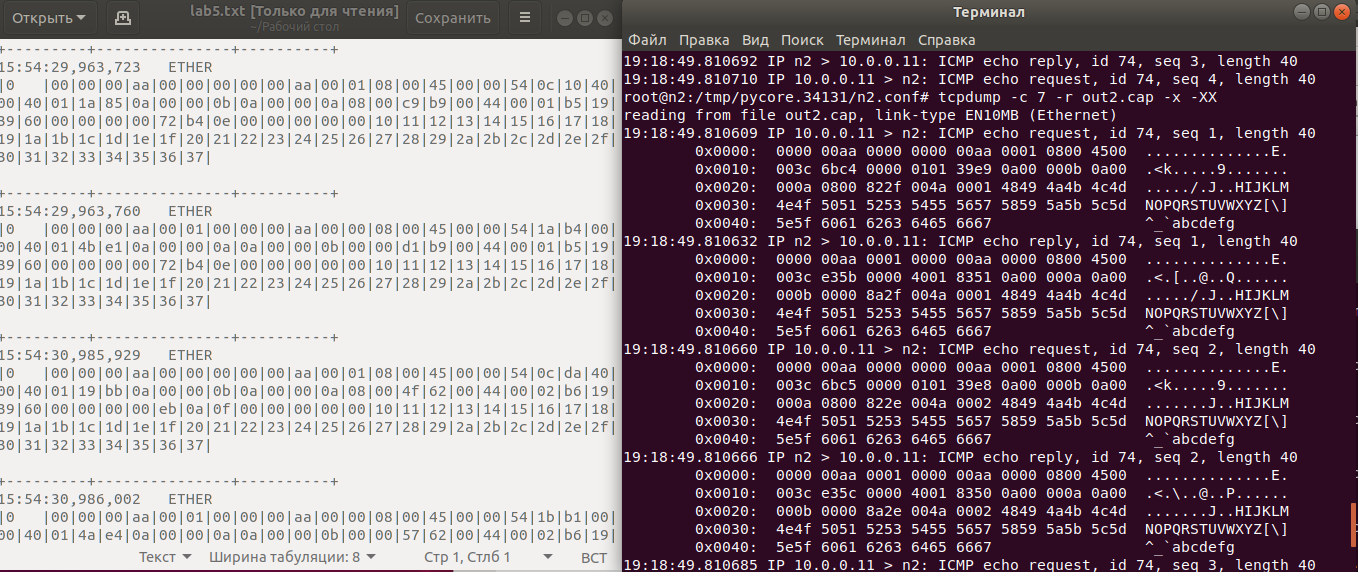 Открыть
lab5.txt [Только для чтения]
~/Рабочий стол
Сохранить
+---------+---------------+----------+
15:54:29,963,723   ETHER
|0   |00|00|00|aa|00|00|00|00|00|aa|00|01|08|00|45|00|00|54|0c|10|40|
00|40|01|1a|85|0a|00|00|0b|0a|00|00|0a|08|00|c9|b9|00|44|00|01|b5|19|
39|60|00|00|00|00|72|b4|0e|00|00|00|00|00|10|11|12|13|14|15|16|17|18|
19|1a|1b|1c|1d|1e|1f|20|21|22|23|24|25|26|27|28|29|2a|2b|2c|2d|2e|2f|
30|31|32|33|34|35|36|37|
+---------+---------------+----------+
15:54:29,963,760   ETHER
|0   |00|00|00|aa|00|01|00|00|00|aa|00|00|08|00|45|00|00|54|1a|b4|00|
00|40|01|4b|e1|0a|00|00|0a|0a|00|00|0b|00|00|d1|b9|00|44|00|01|b5|19|
39|60|00|00|00|00|72|b4|0e|00|00|00|00|00|10|11|12|13|14|15|16|17|18|
19|1a|1b|1c|1d|1e|1f|20|21|22|23|24|25|26|27|28|29|2a|2b|2c|2d|2e|2f|
30|31|32|33|34|35|36|37|
+---------+---------------+----------+
15:54:30,985,929   ETHER
|0   |00|00|00|aa|00|00|00|00|00|aa|00|01|08|00|45|00|00|54|0c|da|40|
00|40|01|19|bb|0a|00|00|0b|0a|00|00|0a|08|00|4f|62|00|44|00|02|b6|19|
39|60|00|00|00|00|eb|0a|0f|00|00|00|00|00|10|11|12|13|14|15|16|17|18|
19|1a|1b|1c|1d|1e|1f|20|21|22|23|24|25|26|27|28|29|2a|2b|2c|2d|2e|2f|
30|31|32|33|34|35|36|37|
+---------+---------------+----------+
15:54:30,986,002   ETHER
|0   |00|00|00|aa|00|01|00|00|00|aa|00|00|08|00|45|00|00|54|1b|b1|00|
00|40|01|4a|e4|0a|00|00|0a|0a|00|00|0b|00|00|57|62|00|44|00|02|b6|19|
Текст Ширина табуляции: 8 Стр 1, Стлб 1 ВСТ
Терминал
Файл Правка Вид Поиск Терминал Справка
19:18:49.810692 IP n2 > 10.0.0.11: ICMP echo reply, id 74, seq 3, length 40
19:18:49.810710 IP 10.0.0.11 > n2: ICMP echo request, id 74, seq 4, length 40
root@n2:/tmp/pycore.34131/n2.conf# tcpdump -c 7 -r out2.cap -x -XX
reading from file out2.cap, link-type EN10MB (Ethernet)
19:18:49.810609 IP 10.0.0.11 > n2: ICMP echo request, id 74, seq 1, length 40
0x0000:  0000 00aa 0000 0000 00aa 0001 0800 4500  ..............E.
0x0010:  003c 6bc4 0000 0101 39e9 0a00 000b 0a00  .<k.....9.......
0x0020:  000a 0800 822f 004a 0001 4849 4a4b 4c4d  ...../.J..HIJKLM
0x0030:  4e4f 5051 5253 5455 5657 5859 5a5b 5c5d  NOPQRSTUVWXYZ[\]
0x0040:  5e5f 6061 6263 6465 6667                 ^_`abcdefg
19:18:49.810632 IP n2 > 10.0.0.11: ICMP echo reply, id 74, seq 1, length 40
0x0000:  0000 00aa 0001 0000 00aa 0000 0800 4500  ..............E.
0x0010:  003c e35b 0000 4001 8351 0a00 000a 0a00  .<.[..@..Q......
0x0020:  000b 0000 8a2f 004a 0001 4849 4a4b 4c4d  ...../.J..HIJKLM
0x0030:  4e4f 5051 5253 5455 5657 5859 5a5b 5c5d  NOPQRSTUVWXYZ[\]
0x0040:  5e5f 6061 6263 6465 6667                 ^_`abcdefg
19:18:49.810660 IP 10.0.0.11 > n2: ICMP echo request, id 74, seq 2, length 40
0x0000:  0000 00aa 0000 0000 00aa 0001 0800 4500  ..............E.
0x0010:  003c 6bc5 0000 0101 39e8 0a00 000b 0a00  .<k.....9.......
0x0020:  000a 0800 822e 004a 0002 4849 4a4b 4c4d  .......J..HIJKLM
0x0030:  4e4f 5051 5253 5455 5657 5859 5a5b 5c5d  NOPQRSTUVWXYZ[\]
0x0040:  5e5f 6061 6263 6465 6667                 ^_`abcdefg
19:18:49.810666 IP n2 > 10.0.0.11: ICMP echo reply, id 74, seq 2, length 40
0x0000:  0000 00aa 0001 0000 00aa 0000 0800 4500  ..............E.
0x0010:  003c e35c 0000 4001 8350 0a00 000a 0a00  .<.\..@..P......
0x0020:  000b 0000 8a2e 004a 0002 4849 4a4b 4c4d  .......J..HIJKLM
0x0030:  4e4f 5051 5253 5455 5657 5859 5a5b 5c5d  NOPQRSTUVWXYZ[\]
0x0040:  5e5f 6061 6263 6465 6667                 ^_`abcdefg
19:18:49.810685 IP 10.0.0.11 > n2: ICMP echo request, id 74, seq 3, length 40